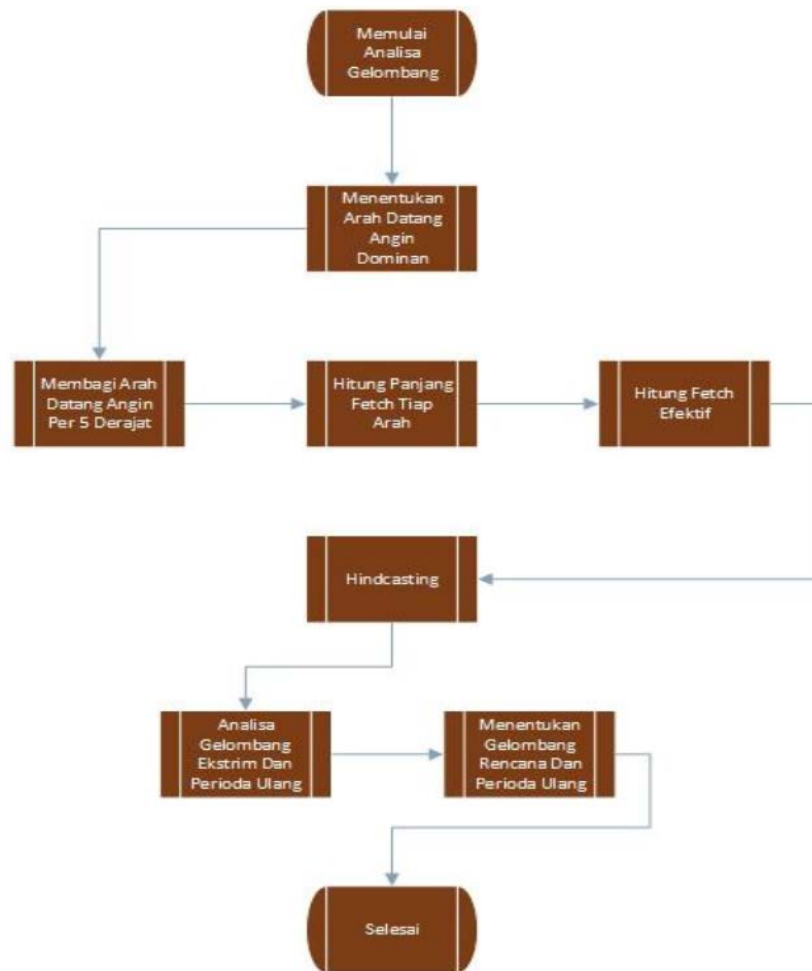 Memulai
Analisa
Gelombang
Menentukan
Arah Datang
Angin
Dominan
Membagi Arah
Datang Angin
Per 5 Derajat
Hitung Panjang
Fetch Tiap
Arah
Hitung Fetch
Efektif
Hindcasting
Analisa
Gelombang
Ekstrim Dan
Perioda Ulang
Menentukan
Gelombang
Rencana Dan
Perioda Ulang
Selesai